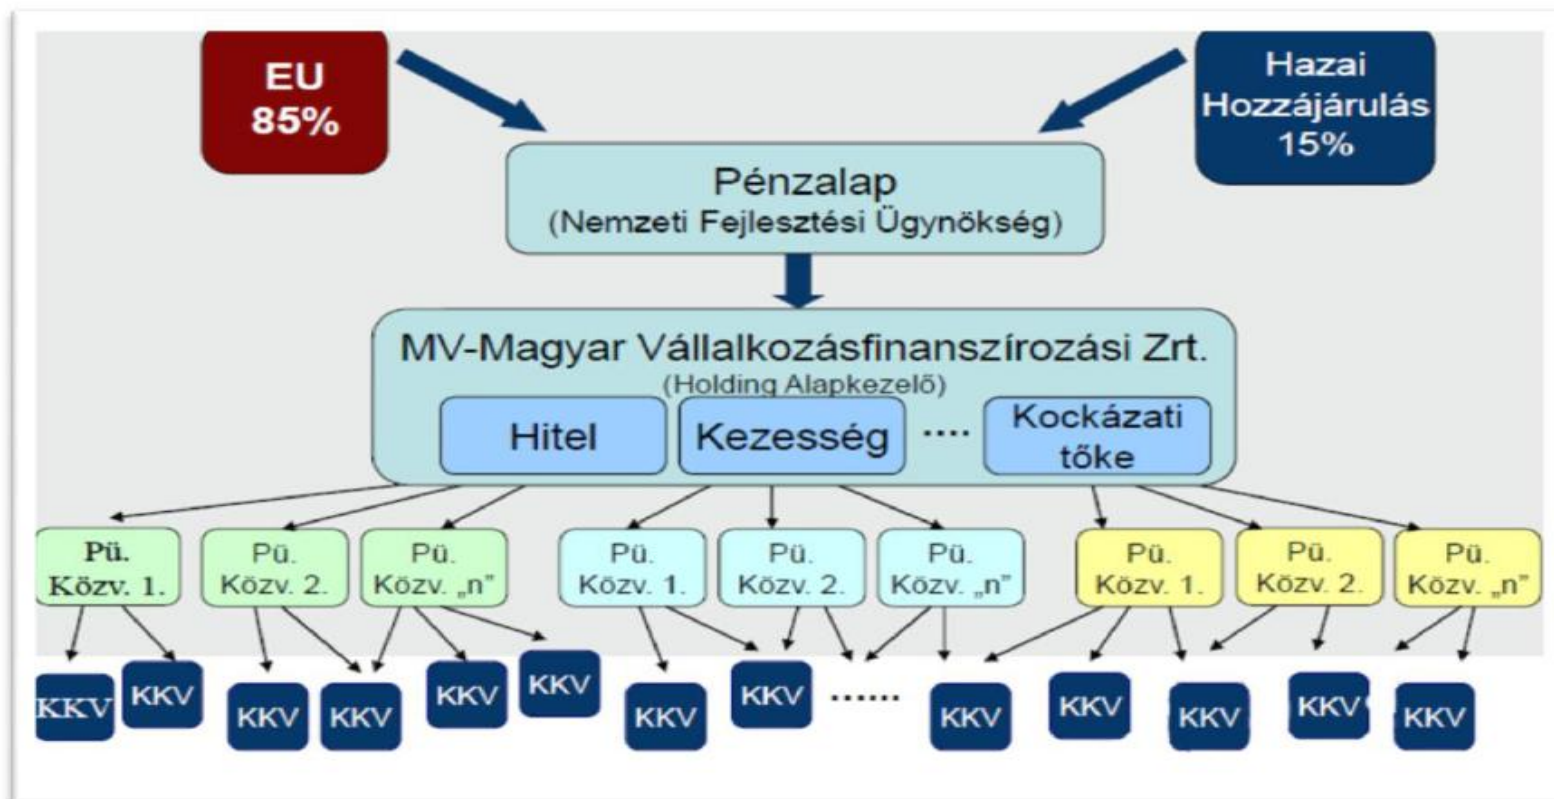 EU
85%
Hazai
Hozzájárulás
15%
Pénzalap
(Nemzeti Fejlesztési Ügynökség)
MV-Magyar Vállalkozásfinanszírozási Zrt.
(Holding Alapkezelő)
Hitel
Kezesség
....
Kockázati
tőke
Pü.
Közv. 1.
Pü.
Közv. 2.
Pü.
Közv. „n”
Pü.
Közv. 1.
Pü.
Közv. 2.
Pü.
Közv. „n”
Pü.
Közv. 1.
Pü.
Közv. 2.
Pü.
Közv. „n”
KKV
KKV
KKV
KKV
KKV
KKV
KKV
KKV
......
KKV
KKV
KKV
KKV
KKV